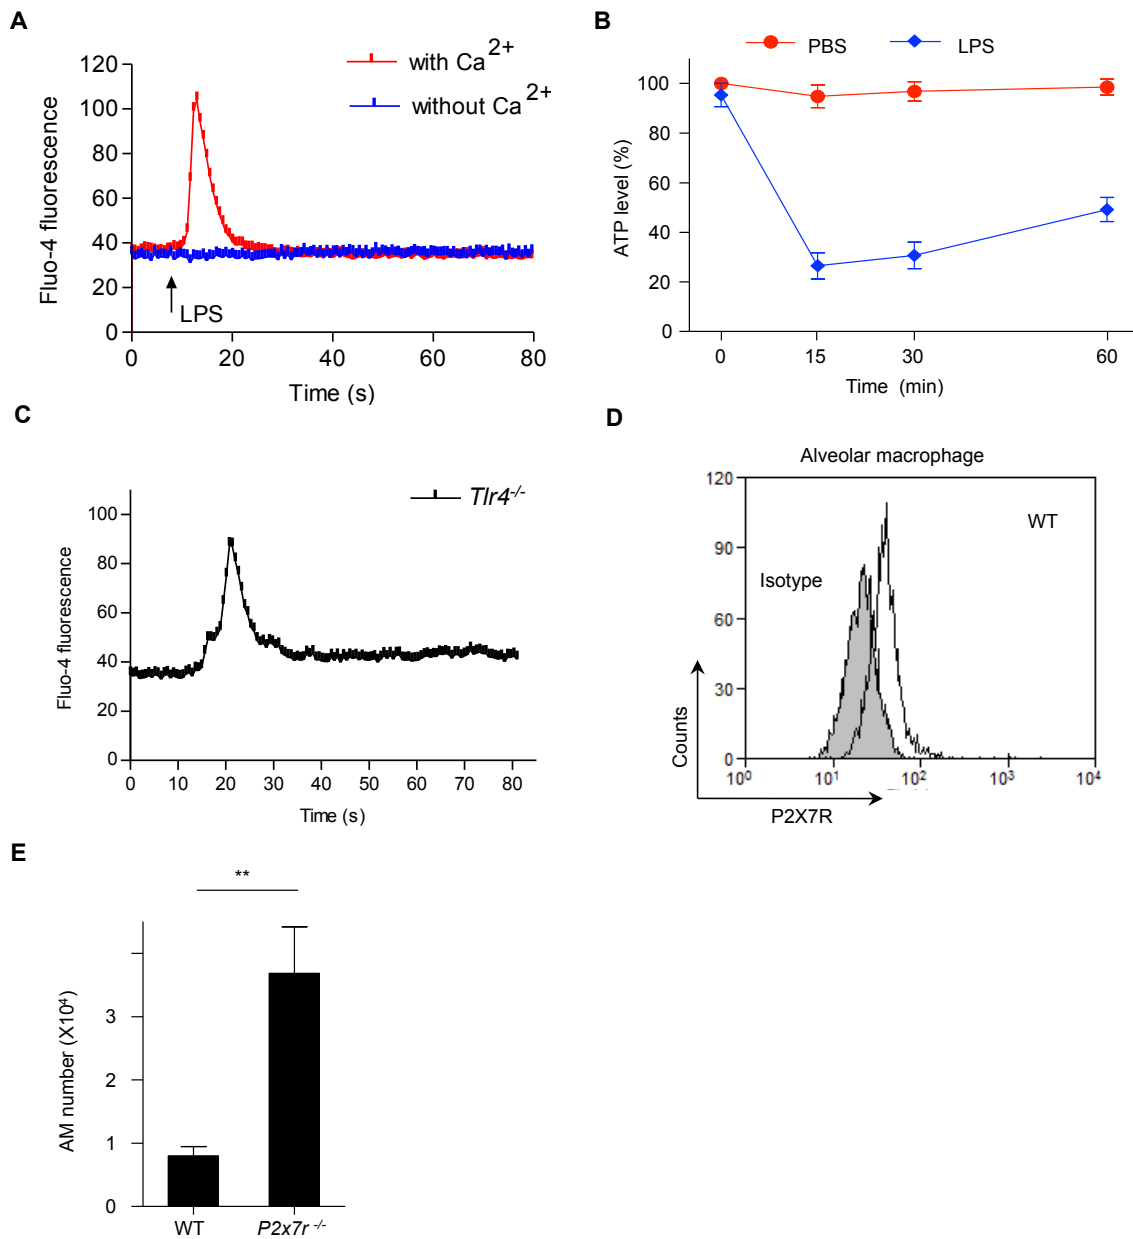 A
with Ca2+
without Ca2+
120
100
80
60
40
20
0
Fluo-4 fluorescence
LPS
0 20 40 60 80
Time (s)
B
PBS LPS
100
80
60
40
20
0
ATP level (%)
0 15 30 60
Time (min)
C
Tlr4-/-
100
80
60
40
20
0
Fluo-4 fluorescence
0 10 20 30 40 50 60 70 80
Time (s)
D
Alveolar macrophage
120
90
60
30
0
WT
Isotype
Counts
10⁰ 10¹ 10² 10³ 10⁴
P2X7R
E
**
3
2
1
0
AM number (X10⁴)
WT P2x7r -/-